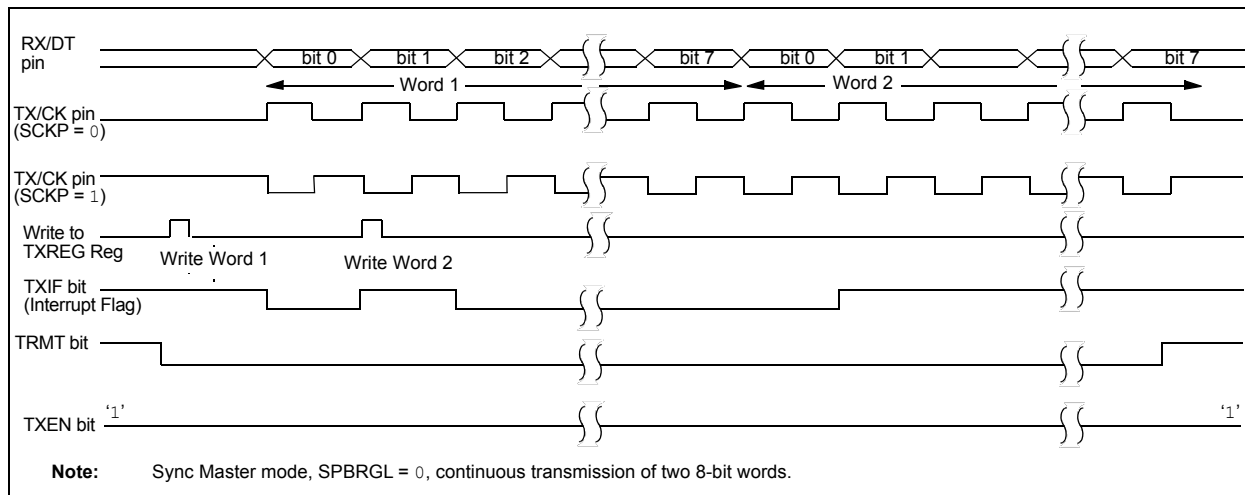 RX/DT
pin
bit 0 bit 1 bit 2 bit 7 bit 0 bit 1 bit 7
Word 1 Word 2
TX/CK pin
(SCKP = 0)
TX/CK pin
(SCKP = 1)
Write to
TXREG Reg
Write Word 1 Write Word 2
TXIF bit
(Interrupt Flag)
TRMT bit
TXEN bit ‘1’ ‘1’
Note: Sync Master mode, SPBRGL = 0, continuous transmission of two 8-bit words.